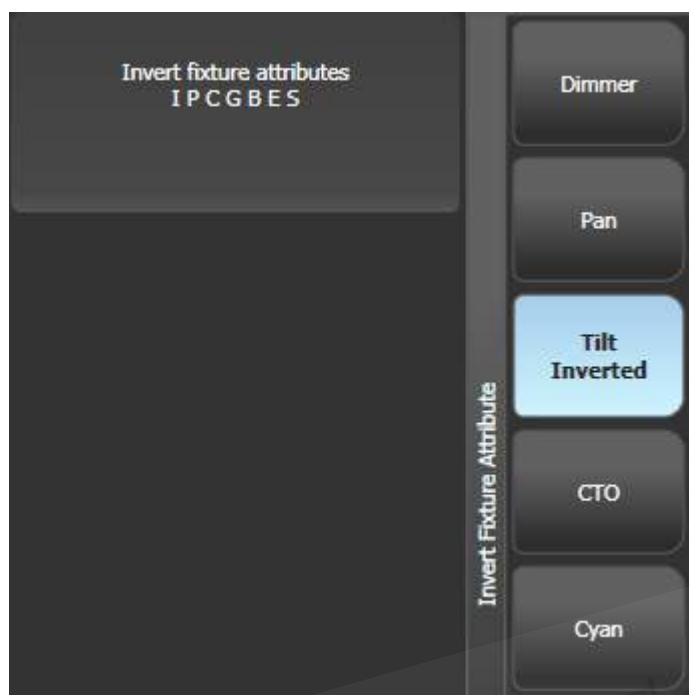 Invert fixture attributes
I P C G B E S
Invert Fixture Attribute
Dimmer
Pan
Tilt
Inverted
CTO
Cyan